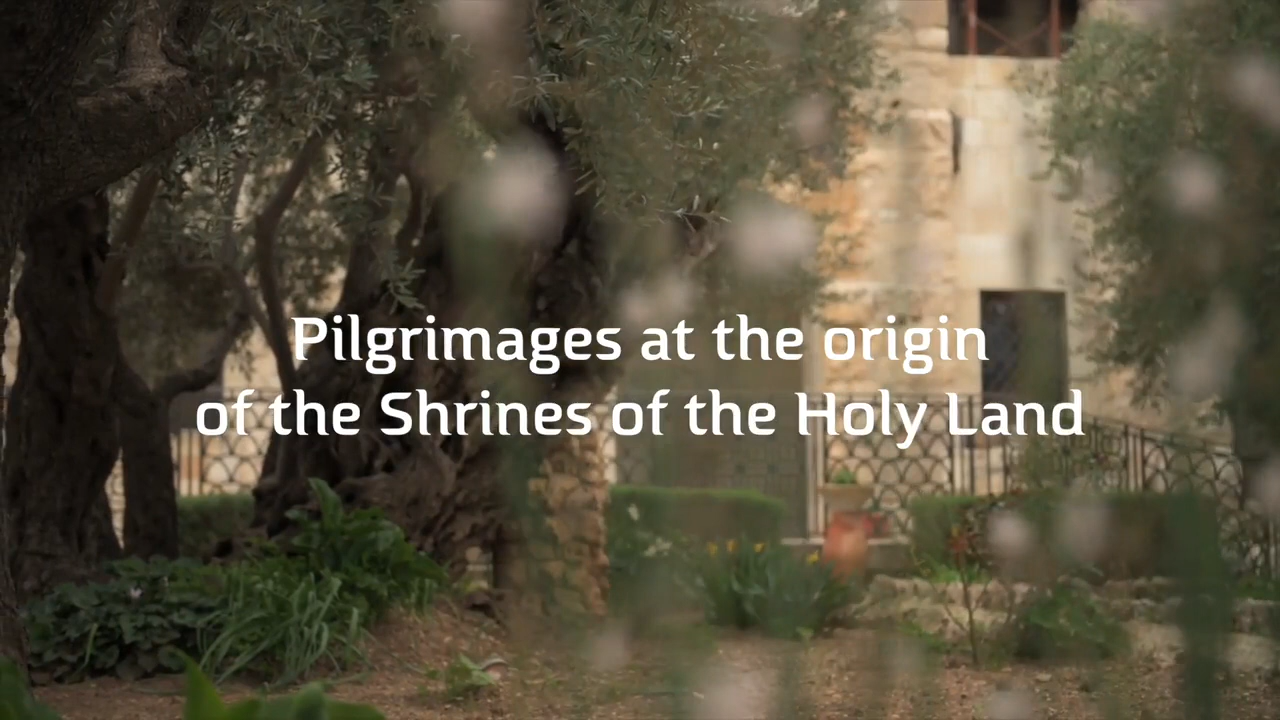 Pilgrimages at the origin
of the Shrines of the Holy Land